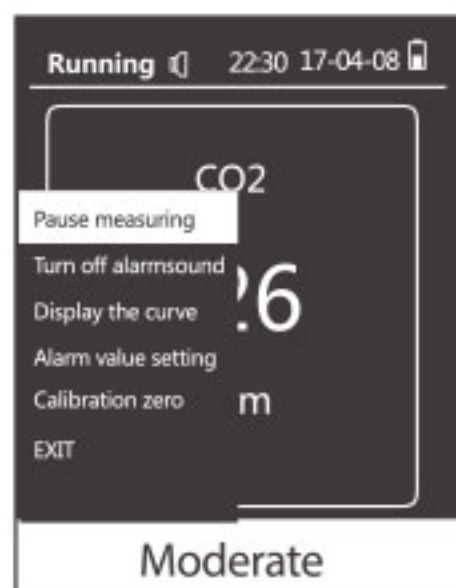 Running 22:30 17-04-08
CO2
Pause measuring
Turn off alarmsound
Display the curve
Alarm value setting
Calibration zero
EXIT
26
m
Moderate